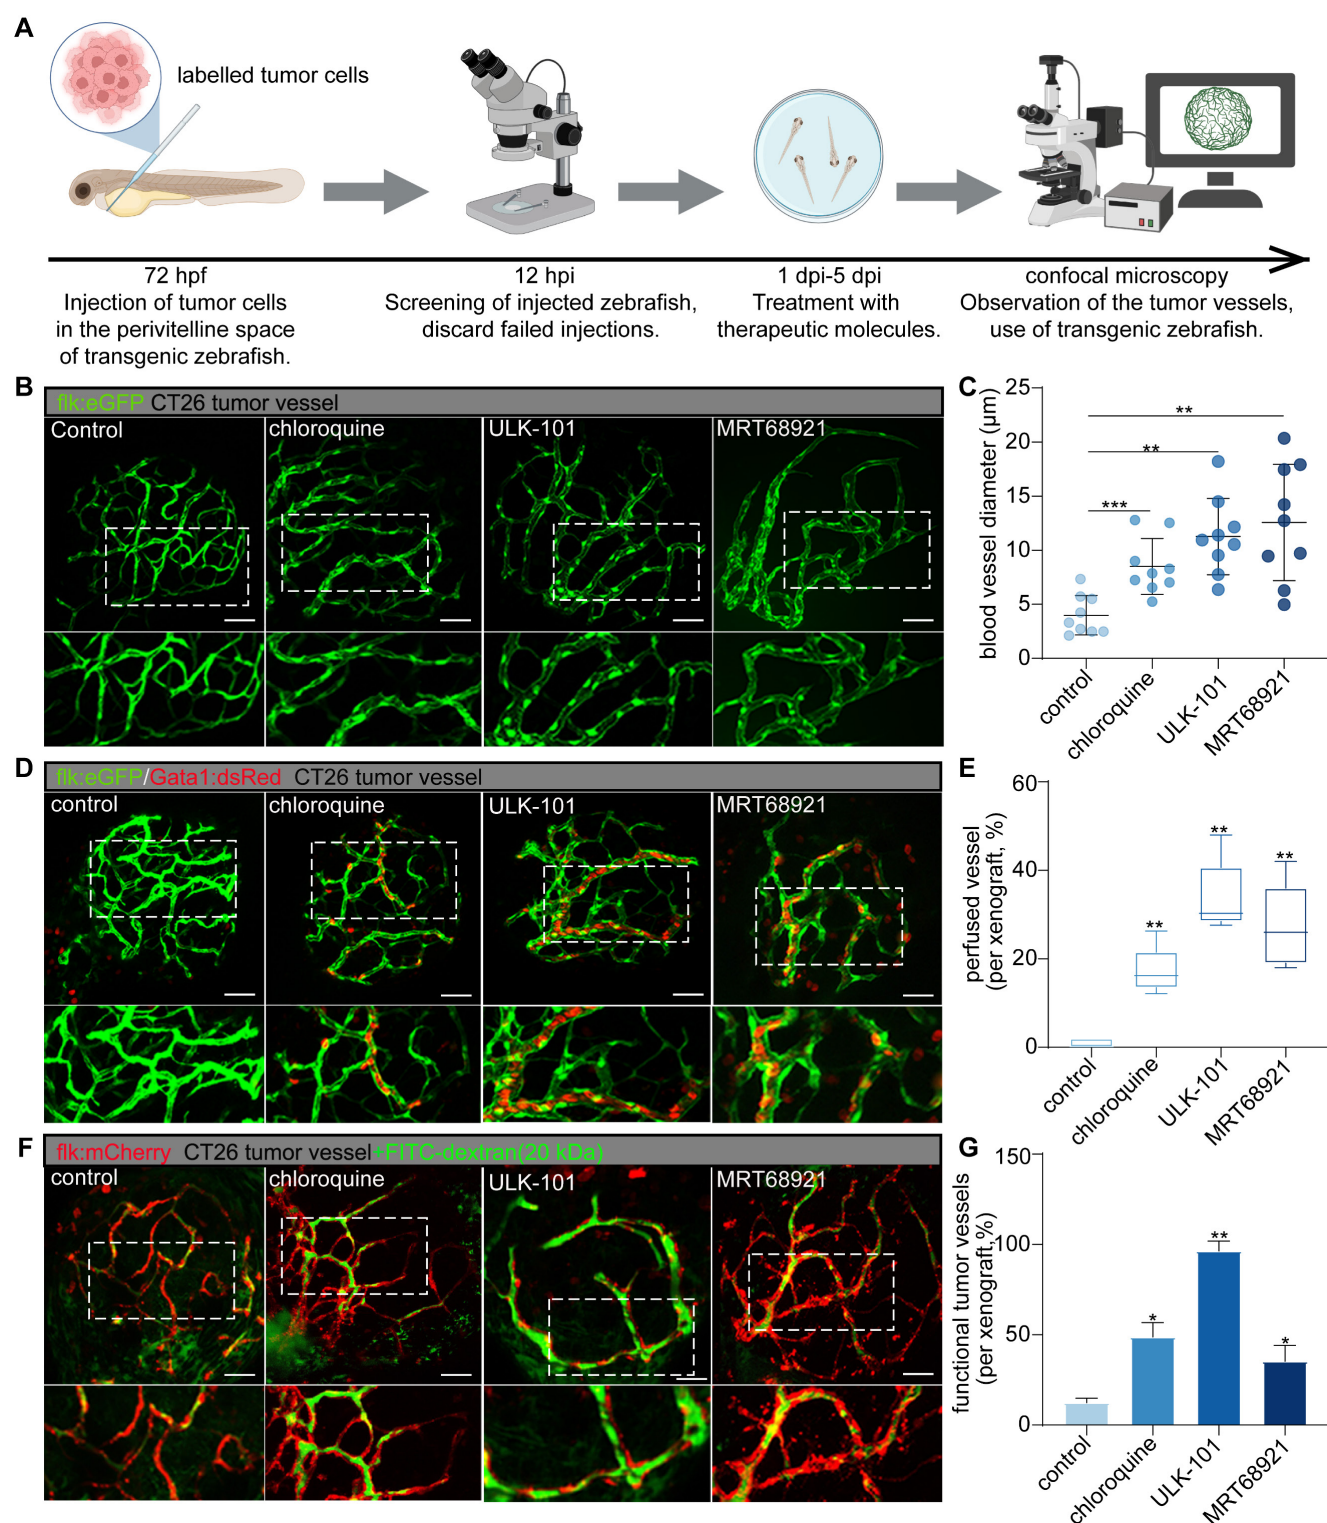 A
labelled tumor cells
72 hpf
Injection of tumor cells
in the perivitelline space
of transgenic zebrafish.
12 hpi
Screening of injected zebrafish,
discard failed injections.
1 dpi-5 dpi
Treatment with
therapeutic molecules.
confocal microscopy
Observation of the tumor vessels,
use of transgenic zebrafish.
B
flk:eGFP CT26 tumor vessel
Control
chloroquine
ULK-101
MRT68921
C
blood vessel diameter (μm)
25
20
15
10
5
0
**
**
***
control
chloroquine
ULK-101
MRT68921
D
flk:eGFP/Gata1:dsRed CT26 tumor vessel
control
chloroquine
ULK-101
MRT68921
E
perfused vessel
(per xenograft, %)
60
40
20
0
**
**
**
control
chloroquine
ULK-101
MRT68921
F
flk:mCherry CT26 tumor vessel+FITC-dextran(20 kDa)
control
chloroquine
ULK-101
MRT68921
G
functional tumor vessels
(per xenograft,%)
150
100
50
0
*
**
*
control
chloroquine
ULK-101
MRT68921